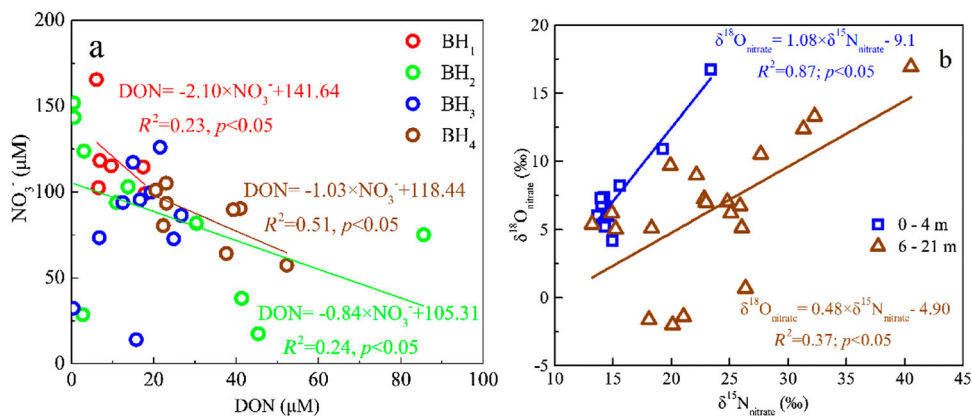 a
BH1
BH2
BH3
BH4
DON= -2.10×NO3⁻+141.64
R²=0.23, p<0.05
DON= -1.03×NO3⁻+118.44
R²=0.51, p<0.05
DON= -0.84×NO3⁻+105.31
R²=0.24, p<0.05
NO3⁻ (μM)
200
150
100
50
0
0 20 40 60 80 100
DON (μM)
b
δ¹⁸Onitrate= 1.08×δ¹⁵Nnitrate- 9.1
R²=0.87; p<0.05
0 - 4 m
6 - 21 m
δ¹⁸Onitrate= 0.48×δ¹⁵Nnitrate- 4.90
R²=0.37; p<0.05
δ¹⁸Onitrate (‰)
20
15
10
5
0
-5
10 15 20 25 30 35 40 45
δ¹⁵Nnitrate (‰)